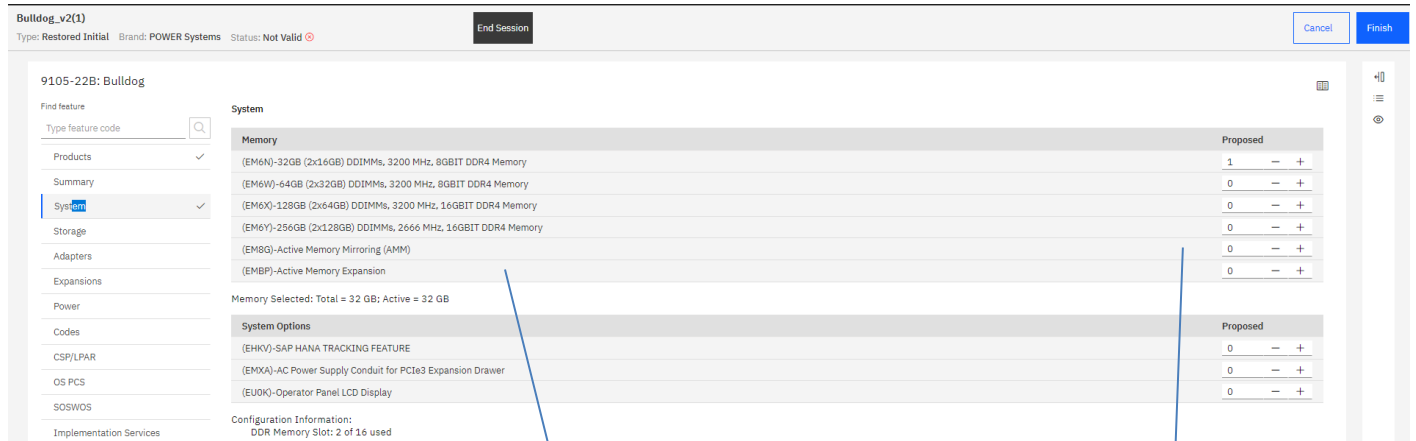 Bulldog_v2(1)
Type: Restored Initial Brand: POWER Systems Status: Not Valid
End Session
Cancel
Finish
9105-22B: Bulldog
Find feature
Type feature code
Products
Summary
System
Storage
Adapters
Expansions
Power
Codes
CSP/LPAR
OS PCS
SOSWOS
Implementation Services
System
Memory Proposed
(EM6N)-32GB (2x16GB) DDIMMs, 3200 MHz, 8GBIT DDR4 Memory 1 − +
(EM6W)-64GB (2x32GB) DDIMMs, 3200 MHz, 8GBIT DDR4 Memory 0 − +
(EM6X)-128GB (2x64GB) DDIMMs, 3200 MHz, 16GBIT DDR4 Memory 0 − +
(EM6Y)-256GB (2x128GB) DDIMMs, 2666 MHz, 16GBIT DDR4 Memory 0 − +
(EM8G)-Active Memory Mirroring (AMM) 0 − +
(EMBP)-Active Memory Expansion 0 − +
Memory Selected: Total = 32 GB; Active = 32 GB
System Options Proposed
(EHKV)-SAP HANA TRACKING FEATURE 0 − +
(EMXA)-AC Power Supply Conduit for PCIe3 Expansion Drawer 0 − +
(EU0K)-Operator Panel LCD Display 0 − +
Configuration Information:
DDR Memory Slot: 2 of 16 used